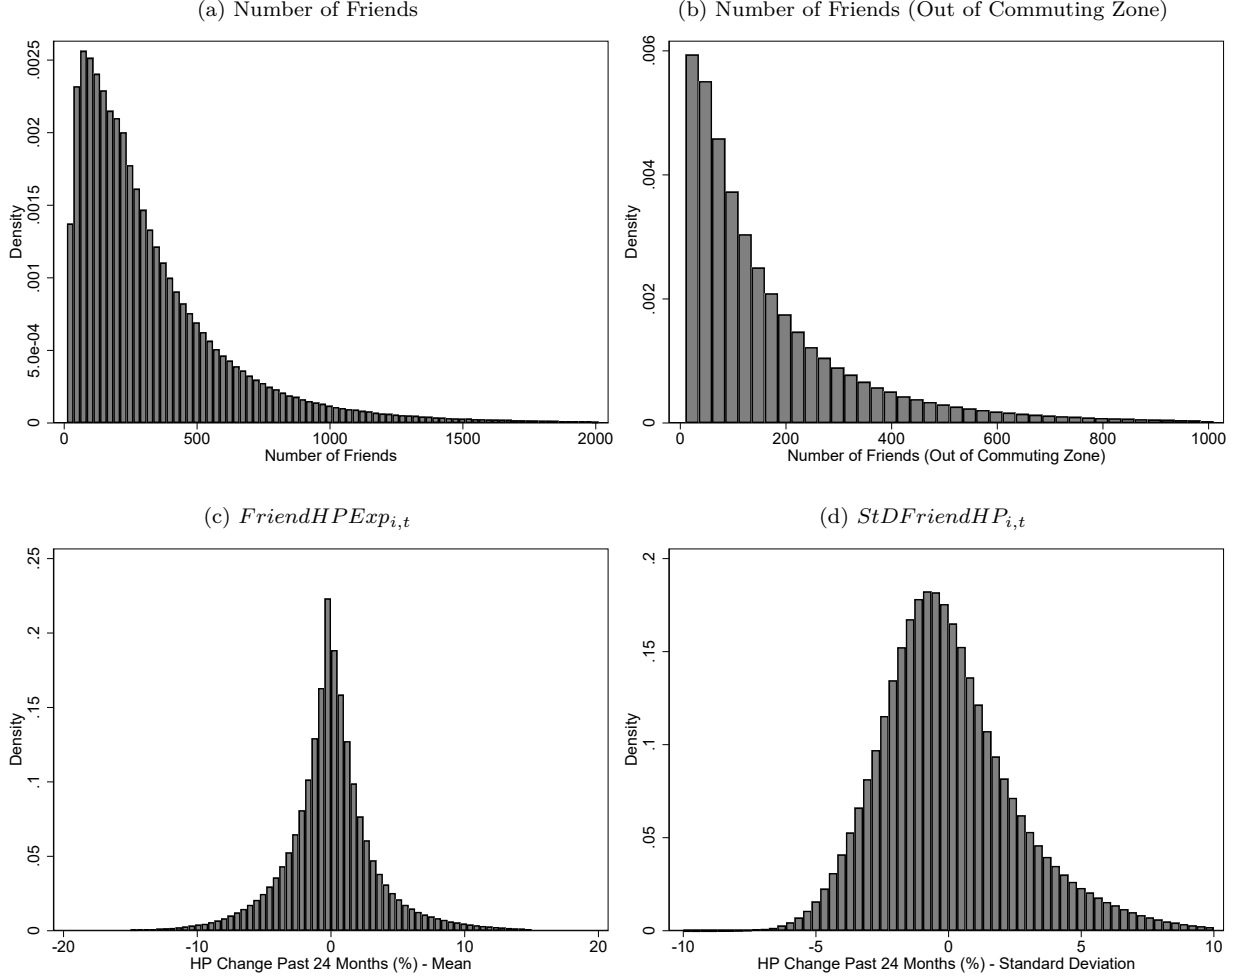 (a) Number of Friends
.0025
.002
.0015
.001
5.0e-04
0
Density
0 500 1000 1500 2000
Number of Friends
(b) Number of Friends (Out of Commuting Zone)
.006
.004
.002
0
Density
0 200 400 600 800 1000
Number of Friends (Out of Commuting Zone)
(c) FriendHPExp_{i,t}
.25
.2
.15
.1
.05
0
Density
-20 -10 0 10 20
HP Change Past 24 Months (%) - Mean
(d) StDFriendHP_{i,t}
.2
.15
.1
.05
0
Density
-10 -5 0 5 10
HP Change Past 24 Months (%) - Standard Deviation